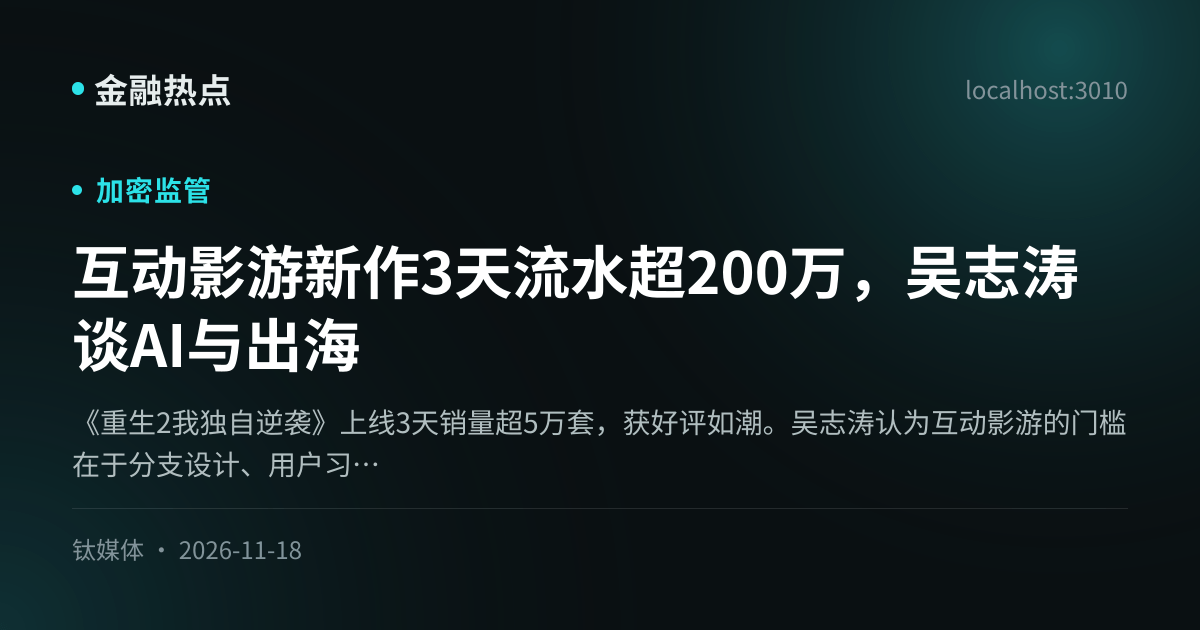 金融热点
localhost:3010
加密监管
互动影游新作3天流水超200万，吴志涛
谈AI与出海
《重生2我独自逆袭》上线3天销量超5万套，获好评如潮。吴志涛认为互动影游的门槛
在于分支设计、用户习…
钛媒体 · 2026-11-18